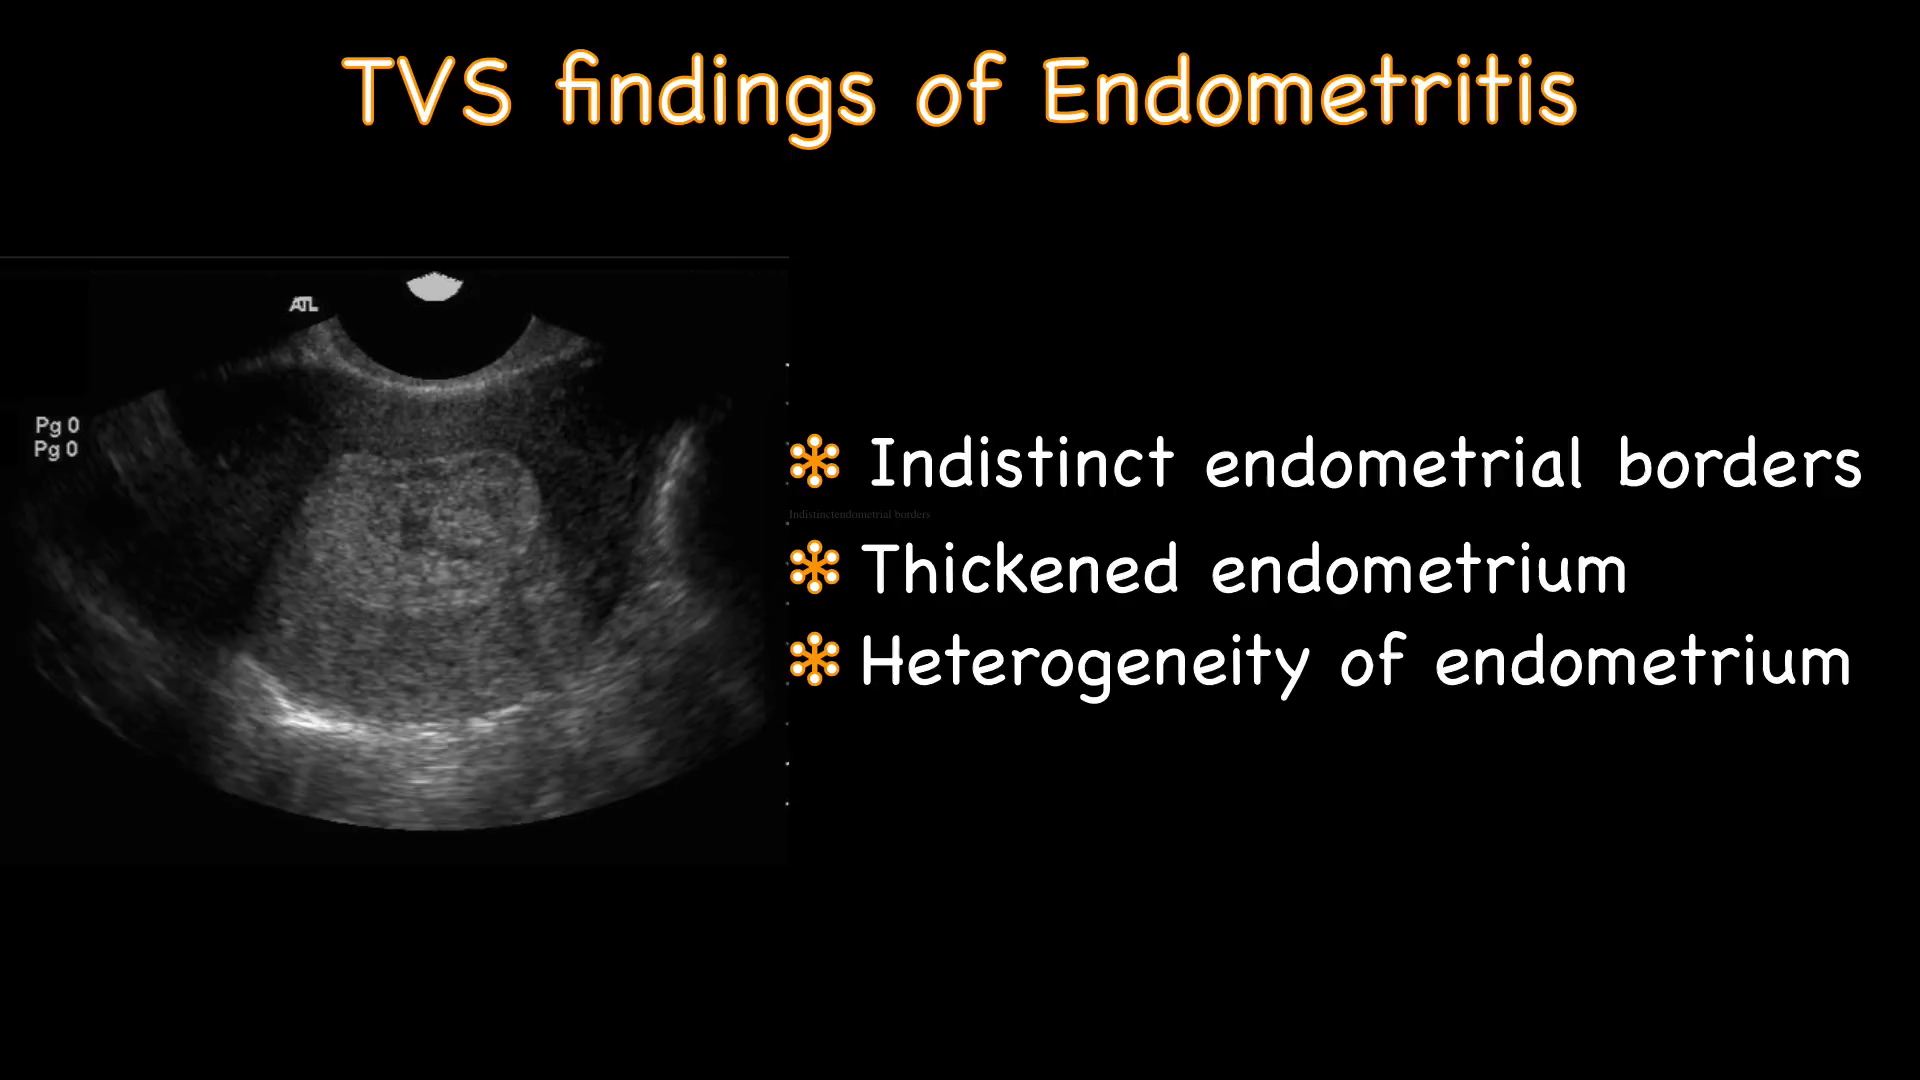 TVS findings of Endometritis
ATL
Pg 0
Pg 0
Indistinct endometrial borders
Indistinctendometrial borders
Thickened endometrium
Heterogeneity of endometrium